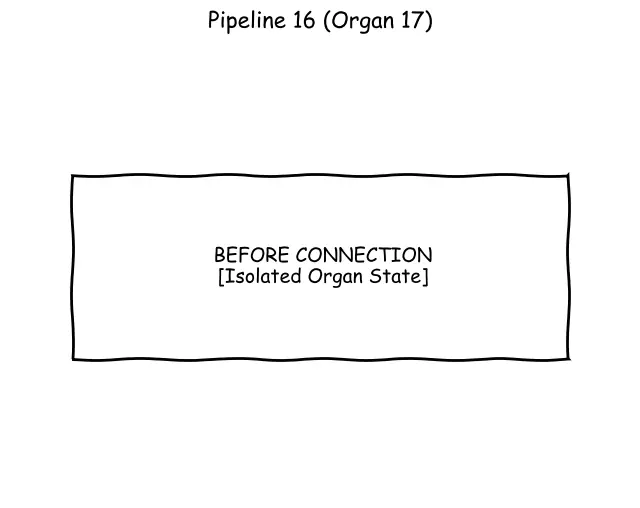 Pipeline 16 (Organ 17)
BEFORE CONNECTION
[Isolated Organ State]